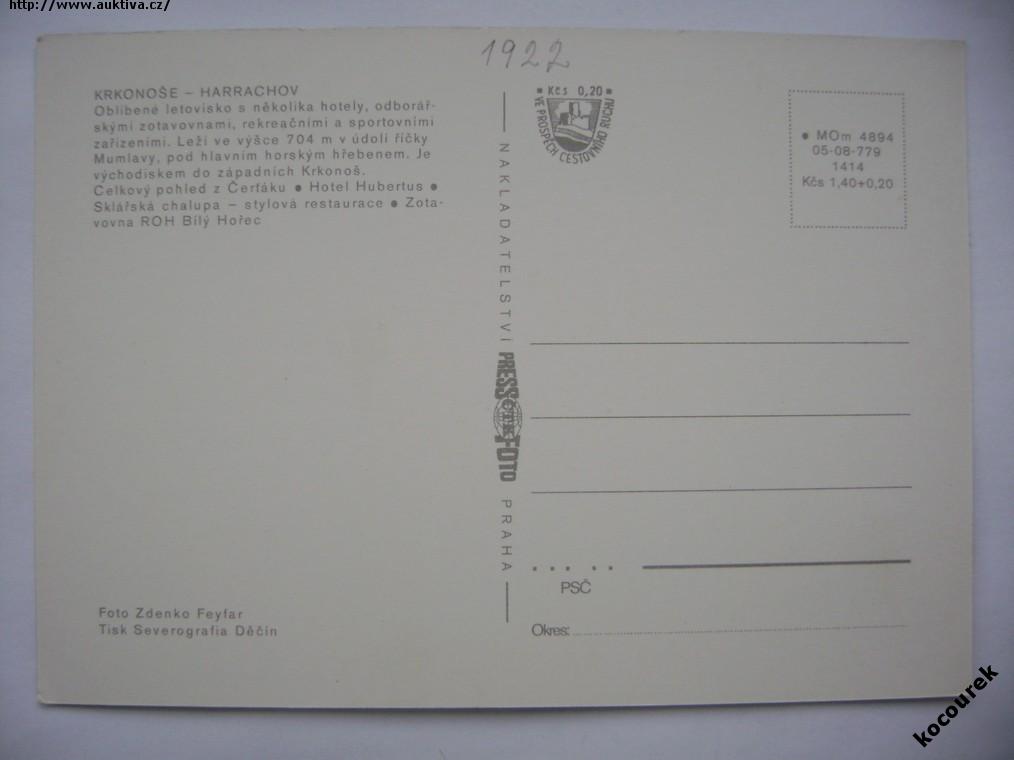 http://www.auktiva.cz/
1922
KRKONOŠE – HARRACHOV
Oblíbené letovisko s několika hotely, odborář-
skými zotavovnami, rekreačními a sportovními
zařízeními. Leží ve výšce 704 m v údolí říčky
Mumlavy, pod hlavním horským hřebenem. Je
východiskem do západních Krkonoš.
Celkový pohled z Čerťáku ● Hotel Hubertus ●
Sklářská chalupa – stylová restaurace ● Zota-
vovna ROH Bílý Hořec
Foto Zdenko Feyfar
Tisk Severografia Děčín
NAKLADATELSTVÍ PRESSFOTO PRAHA
ČTK
Kčs 0,20
VE PROSPĚCH CESTOVNÍHO RUCHU
● MOm 4894
05-08-779
1414
Kčs 1,40+0,20
PSČ
Okres:
kocourek